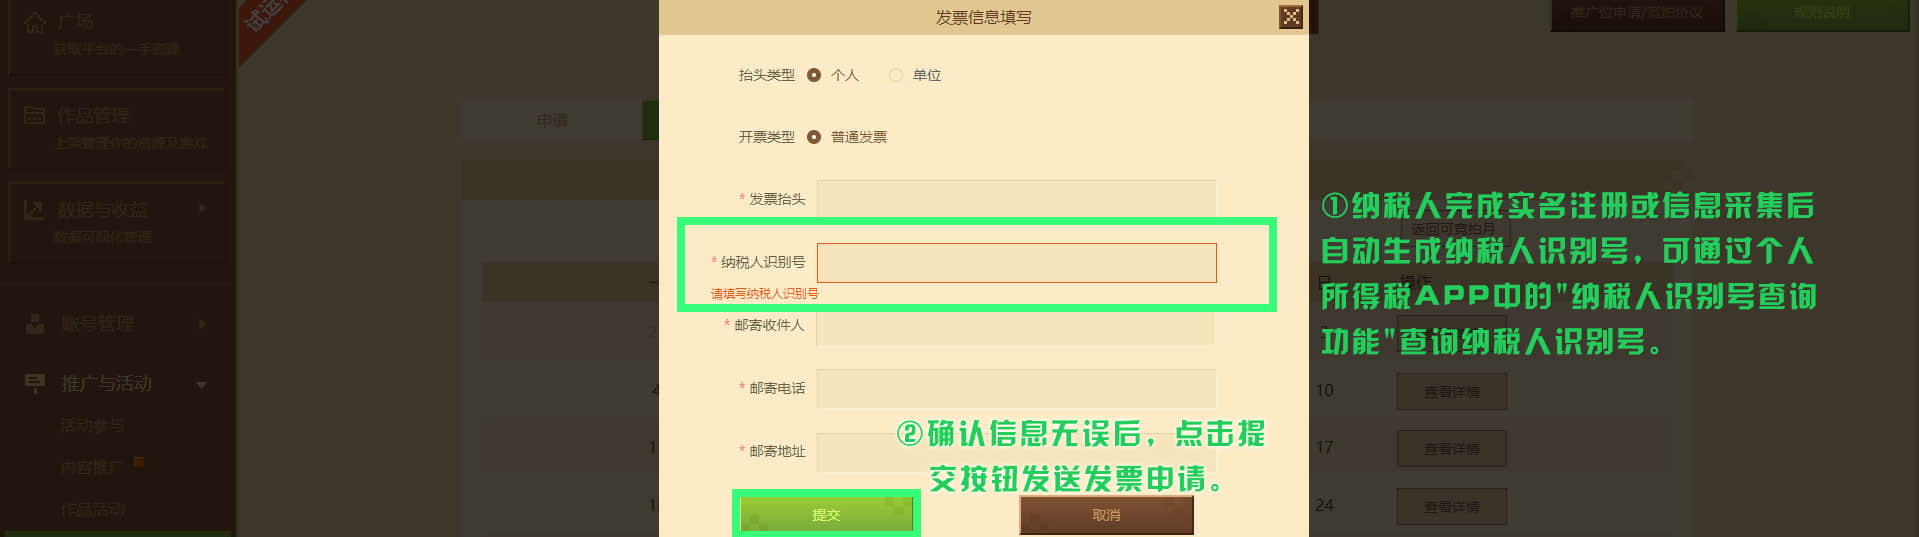 广场
获取平台的一手资源
作品管理
上架管理你的资源及游戏
数据与收益
数据可视化管理
账号管理
推广与活动
活动参与
内容推广
作品活动
试运
申请
发票信息填写
抬头类型 个人 单位
开票类型 普通发票
* 发票抬头
* 纳税人识别号
请填写纳税人识别号
* 邮寄收件人
* 邮寄电话
* 邮寄地址
②确认信息无误后，点击提
交按钮发送发票申请。
提交 取消
推广位申请/竞拍协议 规则说明
返回可竞拍月
①纳税人完成实名注册或信息采集后
自动生成纳税人识别号，可通过个人
所得税APP中的"纳税人识别号查询
功能"查询纳税人识别号。
操作
10 查看详情
17 查看详情
24 查看详情